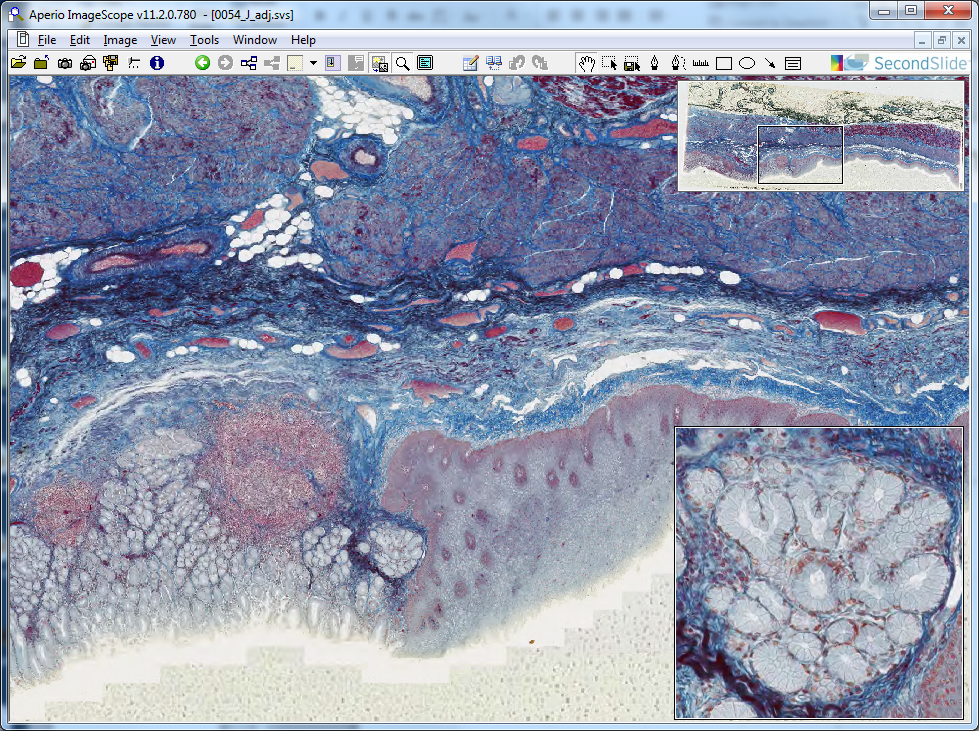 Aperio ImageScope v11.2.0.780 - [0054_J_adj.svs]
File Edit Image View Tools Window Help
SecondSlide